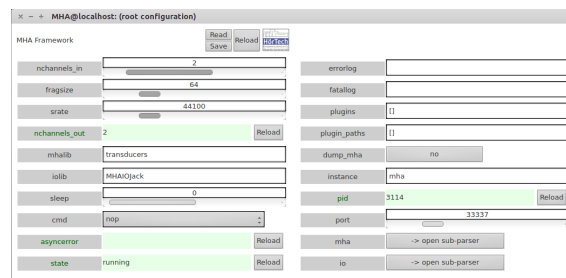 MHA@localhost: (root configuration)
MHA Framework
Read
Save
Reload
HörTech
nchannels_in
2
fragsize
64
srate
44100
nchannels_out
2
Reload
mhalib
transducers
iolib
MHAIOJack
sleep
0
cmd
nop
asyncerror
Reload
state
running
Reload
errorlog
fatallog
plugins
[]
plugin_paths
[]
dump_mha
no
instance
mha
pid
3114
Reload
port
33337
mha
-> open sub-parser
io
-> open sub-parser